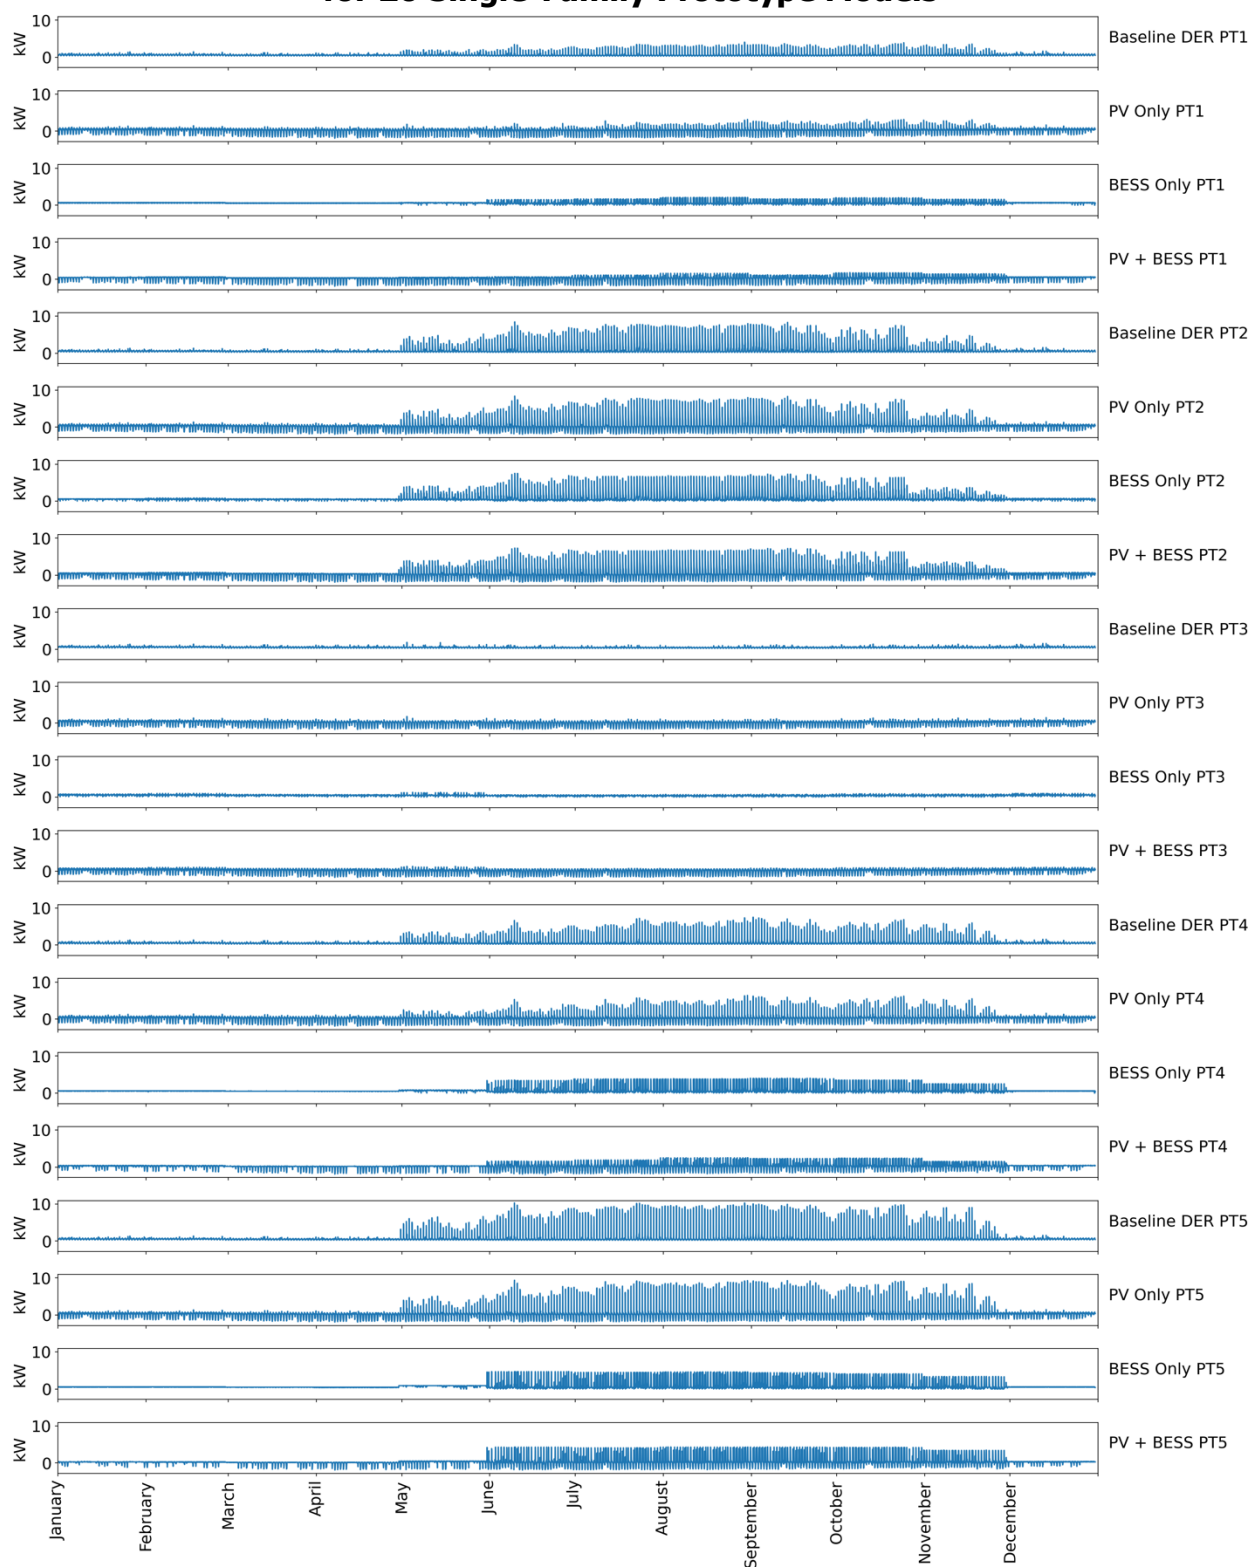 for 20 Single-Family Prototype Models
10
0
kW
Baseline DER PT1
10
0
kW
PV Only PT1
10
0
kW
BESS Only PT1
10
0
kW
PV + BESS PT1
10
0
kW
Baseline DER PT2
10
0
kW
PV Only PT2
10
0
kW
BESS Only PT2
10
0
kW
PV + BESS PT2
10
0
kW
Baseline DER PT3
10
0
kW
PV Only PT3
10
0
kW
BESS Only PT3
10
0
kW
PV + BESS PT3
10
0
kW
Baseline DER PT4
10
0
kW
PV Only PT4
10
0
kW
BESS Only PT4
10
0
kW
PV + BESS PT4
10
0
kW
Baseline DER PT5
10
0
kW
PV Only PT5
10
0
kW
BESS Only PT5
10
0
kW
PV + BESS PT5
January
February
March
April
May
June
July
August
September
October
November
December